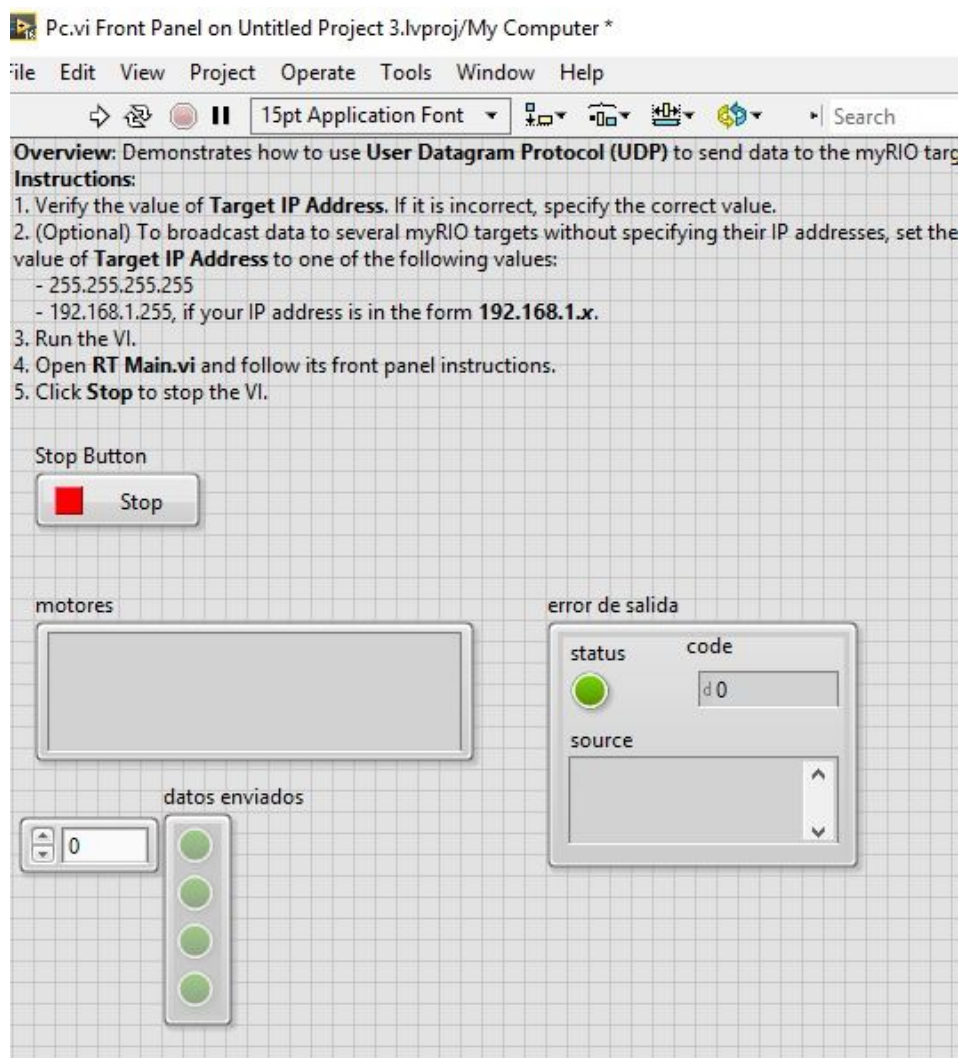 Pc.vi Front Panel on Untitled Project 3.lvproj/My Computer *
File Edit View Project Operate Tools Window Help
15pt Application Font Search
Overview: Demonstrates how to use User Datagram Protocol (UDP) to send data to the myRIO targ
Instructions:
1. Verify the value of Target IP Address. If it is incorrect, specify the correct value.
2. (Optional) To broadcast data to several myRIO targets without specifying their IP addresses, set the
value of Target IP Address to one of the following values:
- 255.255.255.255
- 192.168.1.255, if your IP address is in the form 192.168.1.x.
3. Run the VI.
4. Open RT Main.vi and follow its front panel instructions.
5. Click Stop to stop the VI.
Stop Button
Stop
motores
error de salida
status code
d 0
source
datos enviados
0